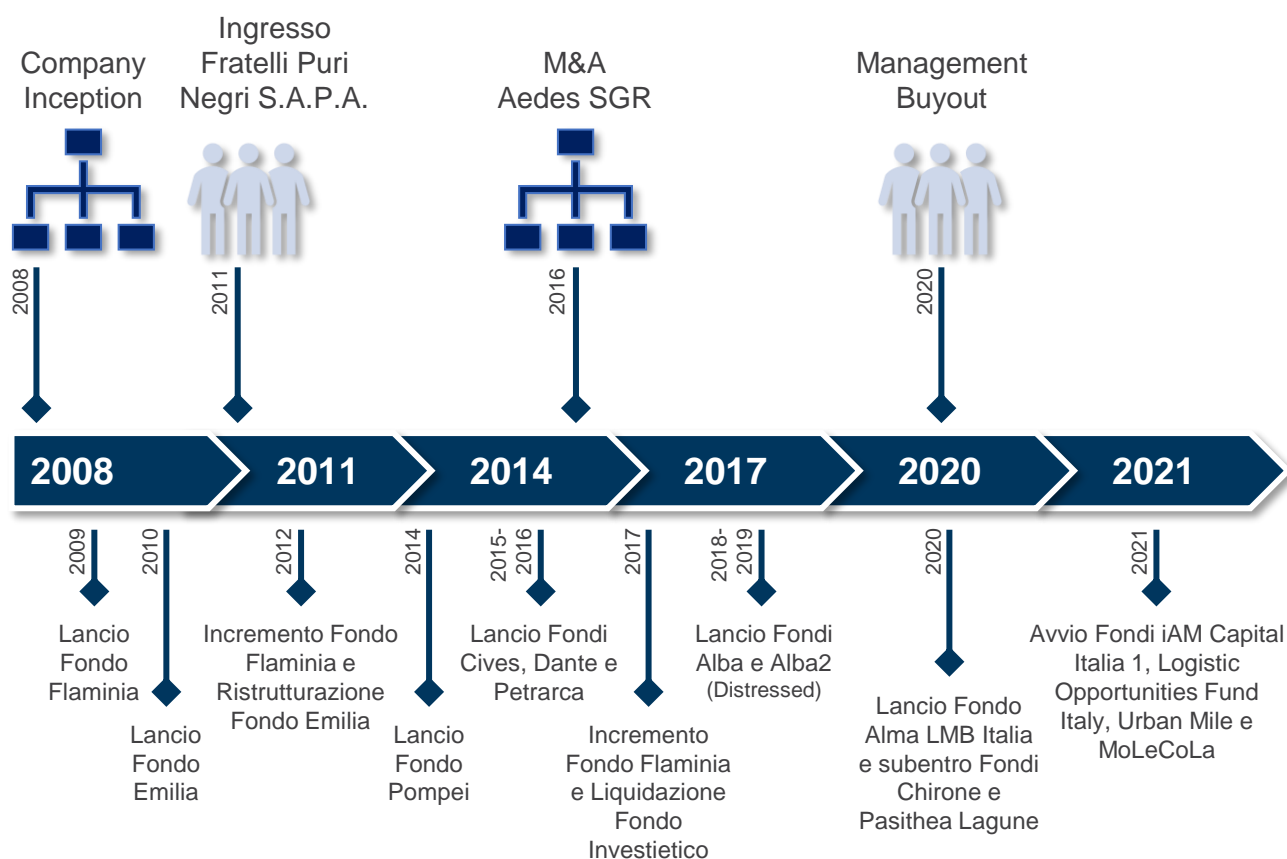 Company
Inception
Ingresso
Fratelli Puri
Negri S.A.P.A.
M&A
Aedes SGR
Management
Buyout
2008
2011
2016
2020
2008
2011
2014
2017
2020
2021
2009
Lancio
Fondo
Flaminia
2010
Lancio
Fondo
Emilia
2012
Incremento Fondo
Flaminia e
Ristrutturazione
Fondo Emilia
2014
Lancio
Fondo
Pompei
2015-
2016
Lancio Fondi
Cives, Dante e
Petrarca
2017
Incremento
Fondo Flaminia
e Liquidazione
Fondo
Investietico
2018-
2019
Lancio Fondi
Alba e Alba2
(Distressed)
2020
Lancio Fondo
Alma LMB Italia
e subentro Fondi
Chirone e
Pasithea Lagune
2021
Avvio Fondi iAM Capital
Italia 1, Logistic
Opportunities Fund
Italy, Urban Mile e
MoLeCoLa